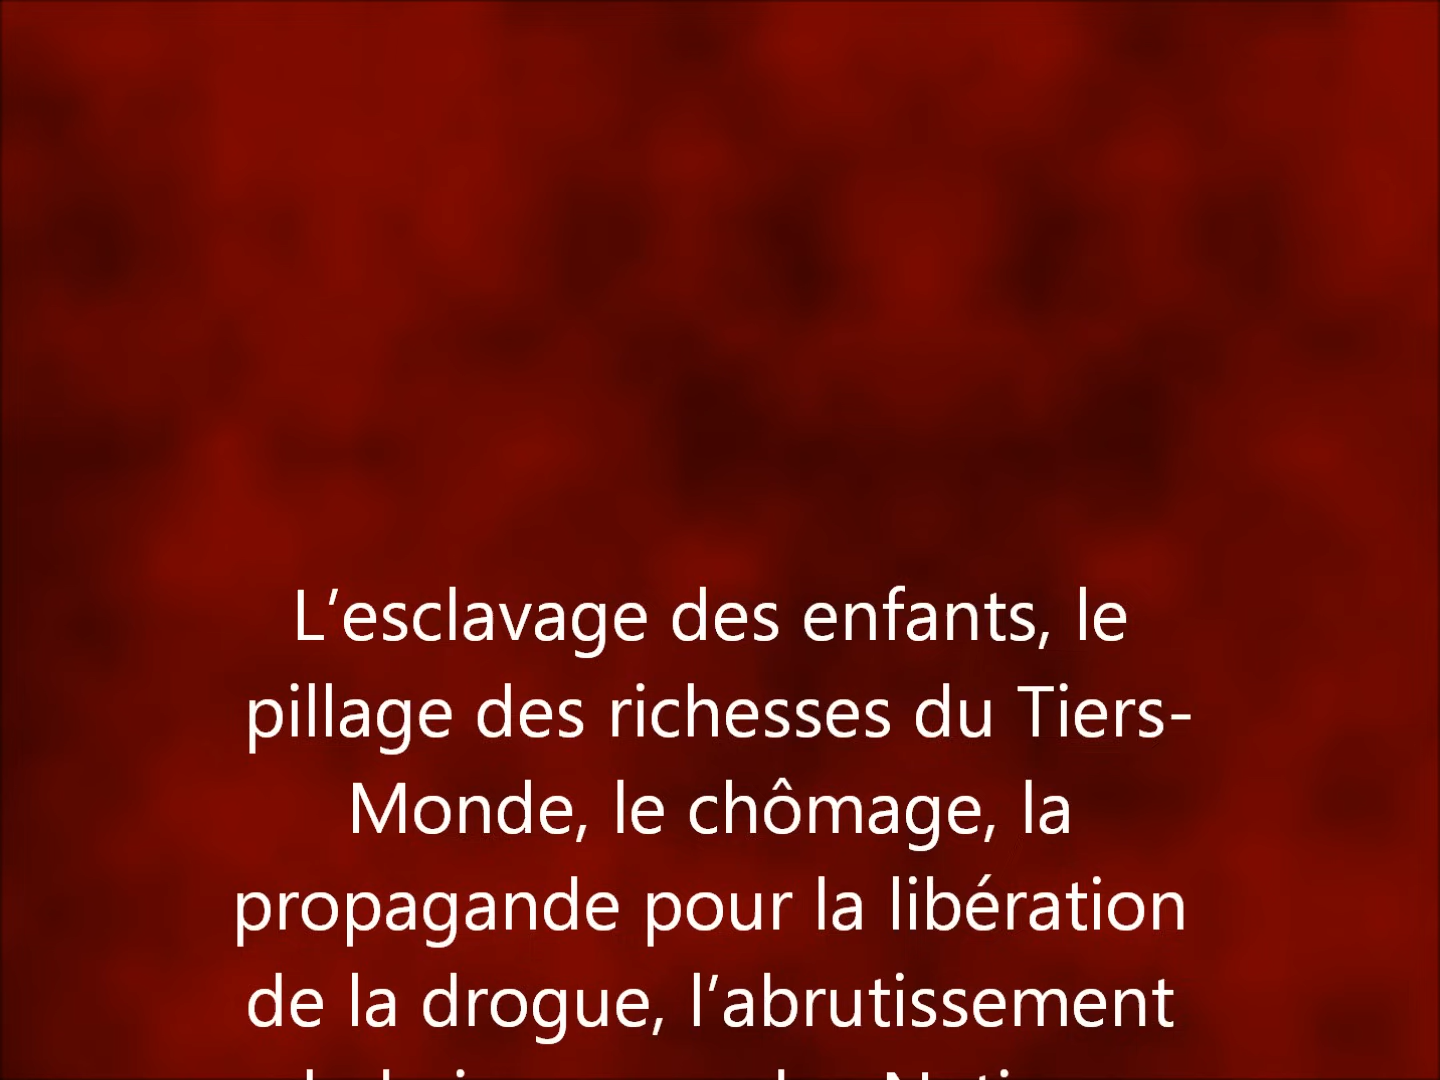 L’esclavage des enfants, le
pillage des richesses du Tiers-
Monde, le chômage, la
propagande pour la libération
de la drogue, l’abrutissement